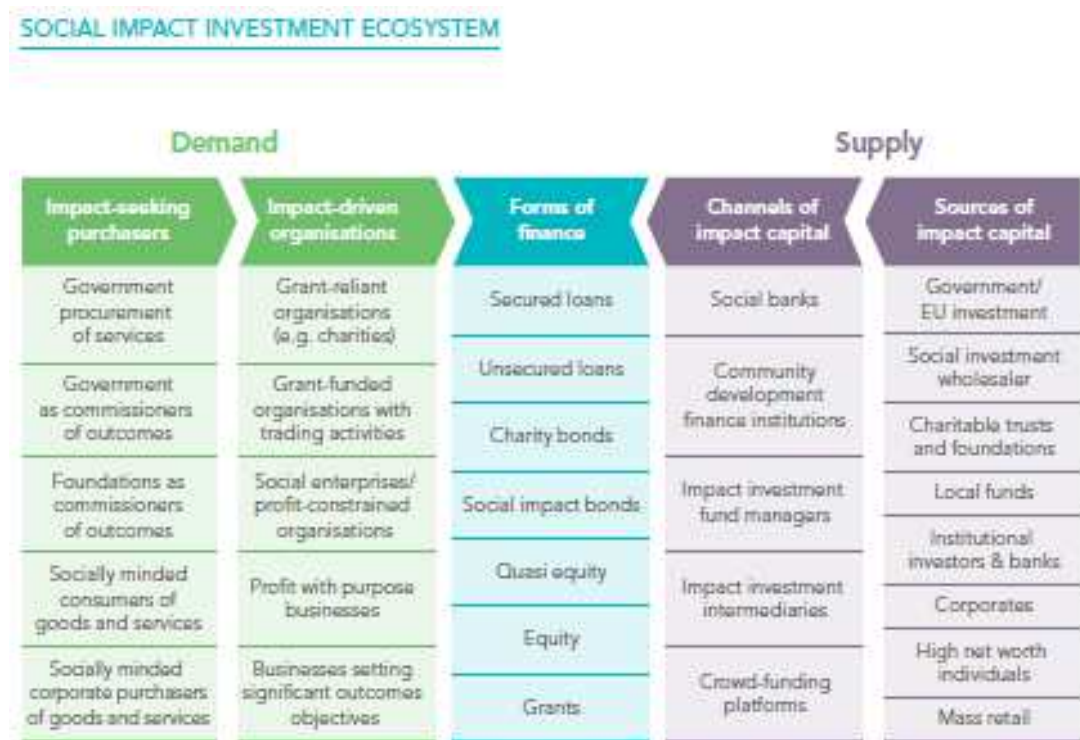 SOCIAL IMPACT INVESTMENT ECOSYSTEM
Demand
Supply
Impact-seeking
purchasers
Government
procurement
of services
Government
as commissioners
of outcomes
Foundations as
commissioners
of outcomes
Socially minded
consumers of
goods and services
Socially minded
corporate purchasers
of goods and services
Impact-driven
organisations
Grant-reliant
organisations
(e.g. charities)
Grant-funded
organisations with
trading activities
Social enterprises/
profit-constrained
organisations
Profit with purpose
businesses
Businesses setting
significant outcomes
objectives
Forms of
finance
Secured loans
Unsecured loans
Charity bonds
Social impact bonds
Quasi equity
Equity
Grants
Channels of
impact capital
Social banks
Community
development
finance institutions
Impact investment
fund managers
Impact investment
intermediaries
Crowd-funding
platforms
Sources of
impact capital
Government/
EU investment
Social investment
wholesaler
Charitable trusts
and foundations
Local funds
Institutional
investors & banks
Corporates
High net worth
individuals
Mass retail